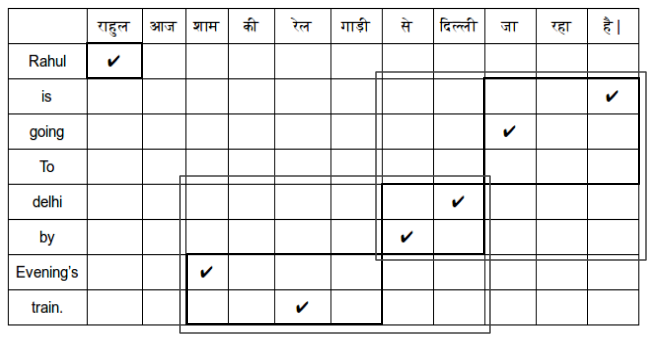 राहुल आज शाम की रेल गाड़ी से दिल्ली जा रहा है |
Rahul ✔
is ✔
going ✔
To
delhi ✔
by ✔
Evening's ✔
train. ✔